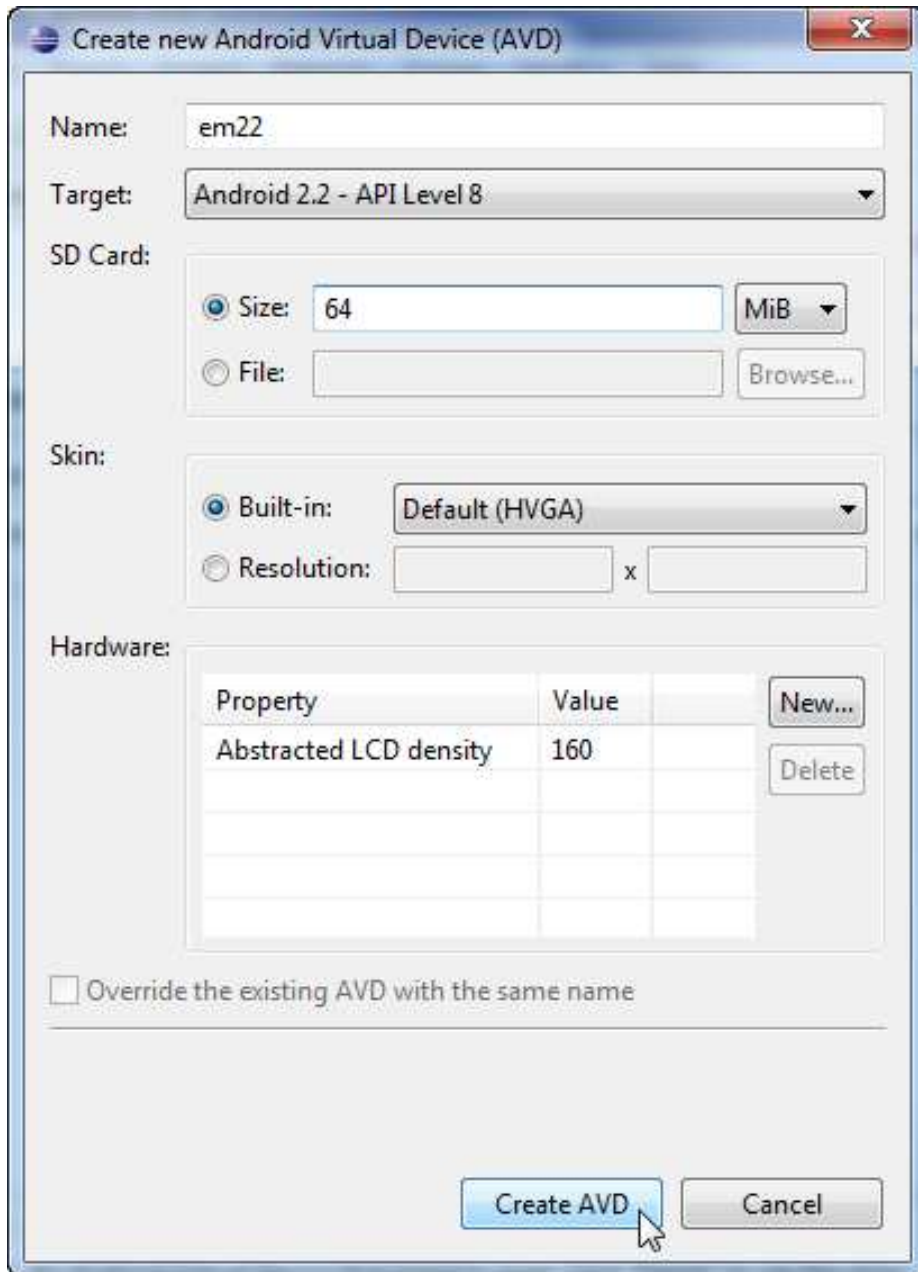 Create new Android Virtual Device (AVD)
Name: em22
Target: Android 2.2 - API Level 8
SD Card:
Size: 64 MiB
File: Browse...
Skin:
Built-in: Default (HVGA)
Resolution: x
Hardware:
Property Value New...
Abstracted LCD density 160
Delete
Override the existing AVD with the same name
Create AVD Cancel